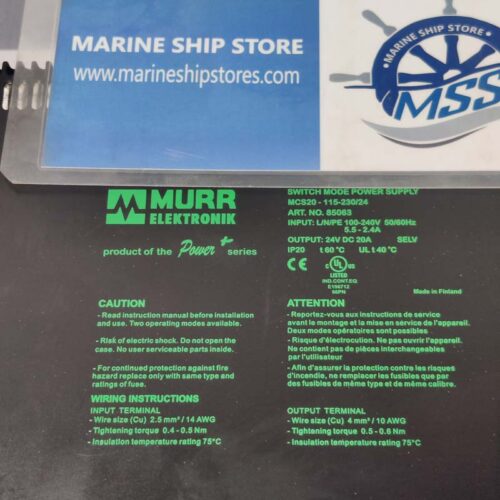 MARINE SHIP STORE
www.marineshipstores.com
MARINE SHIP STORE
MSS
MURR
ELEKTRONIK
product of the Power+ series
SWITCH MODE POWER SUPPLY
MCS20 - 115-230/24
ART. NO. 85063
INPUT: L/N/PE 100-240V 50/60Hz
5.5 - 2.4A
OUTPUT: 24V DC 20A SELV
IP20 t 60°C UL t 40°C
CE
c UL us
LISTED
IND.CONT.EQ
E198712
56PN
Made in Finland
CAUTION
- Read instruction manual before installation
and use. Two operating modes available.
- Risk of electric shock. Do not open the
case. No user serviceable parts inside.
- For continued protection against fire
hazard replace only with same type and
ratings of fuse.
WIRING INSTRUCTIONS
INPUT TERMINAL
- Wire size (Cu) 2.5 mm² / 14 AWG
- Tightening torque 0.4 - 0.5 Nm
- Insulation temperature rating 75°C
ATTENTION
- Reportez-vous aux instructions de service
avant le montage et la mise en service de l'appareil.
Deux modes opératoires sont possibles
- Risque d'électrocution. Ne pas ouvrir l'appareil.
Ne contient pas de pièces interchangeables
par l'utilisateur
- Afin d'assurer la protection contre les risques
d'incendie, ne remplacer les fusibles que par
des fusibles de même type et de même calibre.
OUTPUT TERMINAL
- Wire size (Cu) 4 mm² / 10 AWG
- Tightening torque 0.5 - 0.6 Nm
- Insulation temperature rating 75°C